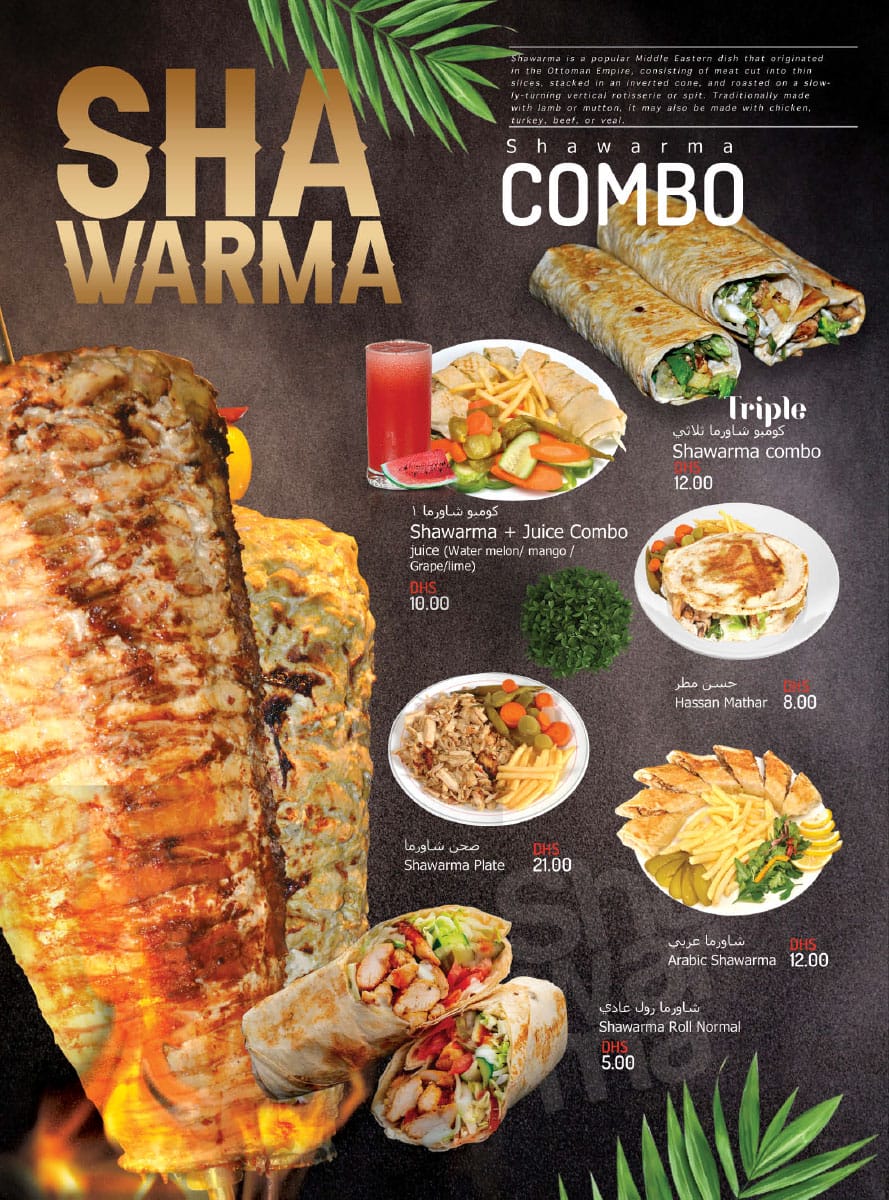 SHA
WARMA
Shawarma is a popular Middle Eastern dish that originated
in the Ottoman Empire, consisting of meat cut into thin
slices, stacked in an inverted cone, and roasted on a slow-
ly-turning vertical rotisserie or spit. Traditionally made
with lamb or mutton, it may also be made with chicken,
turkey, beef, or veal.
Shawarma
COMBO
Triple
كومبو شاورما ثلاثي
Shawarma combo
DHS
12.00
كومبو شاورما ١
Shawarma + Juice Combo
juice (Water melon/ mango /
Grape/lime)
DHS
10.00
حسن مطر
Hassan Mathar
DHS
8.00
صحن شاورما
Shawarma Plate
DHS
21.00
شاورما عربي
Arabic Shawarma
DHS
12.00
شاورما رول عادي
Shawarma Roll Normal
DHS
5.00
Sha
wa
rma